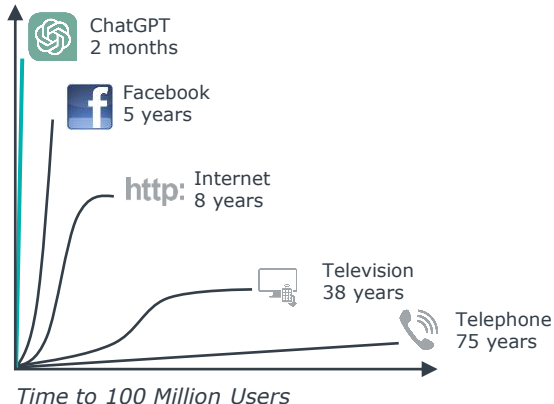 ChatGPT
2 months
f
Facebook
5 years
http:
Internet
8 years
Television
38 years
Telephone
75 years
Time to 100 Million Users